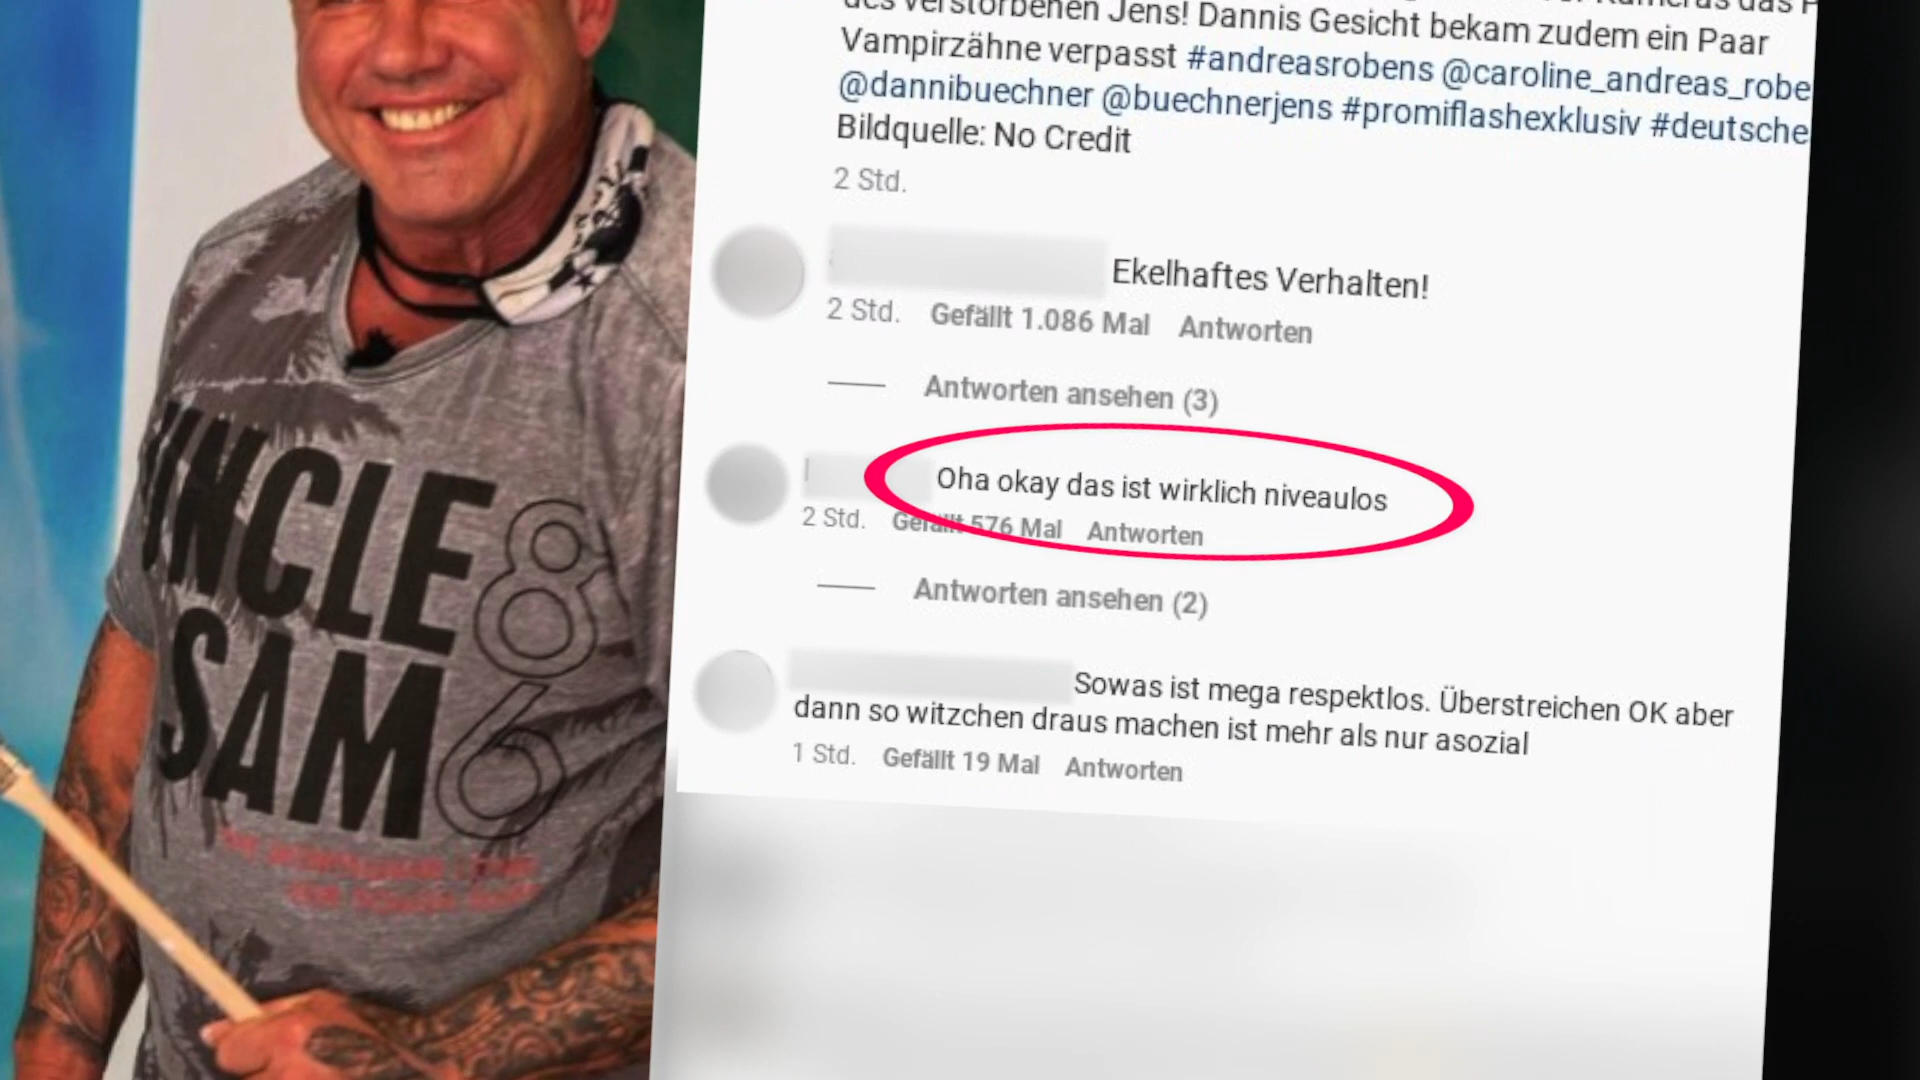 des verstorbenen Jens! Dannis Gesicht bekam zudem ein Paar
Vampirzähne verpasst #andreasrobens @caroline_andreas_robe
@dannibuechner @buechnerjens #promiflashexklusiv #deutsche
Bildquelle: No Credit
2 Std.
Ekelhaftes Verhalten!
2 Std. Gefällt 1.086 Mal Antworten
Antworten ansehen (3)
Oha okay das ist wirklich niveaulos
2 Std. Gefällt 576 Mal Antworten
Antworten ansehen (2)
Sowas ist mega respektlos. Überstreichen OK aber
dann so witzchen draus machen ist mehr als nur asozial
1 Std. Gefällt 19 Mal Antworten
UNCLE
SAM
86